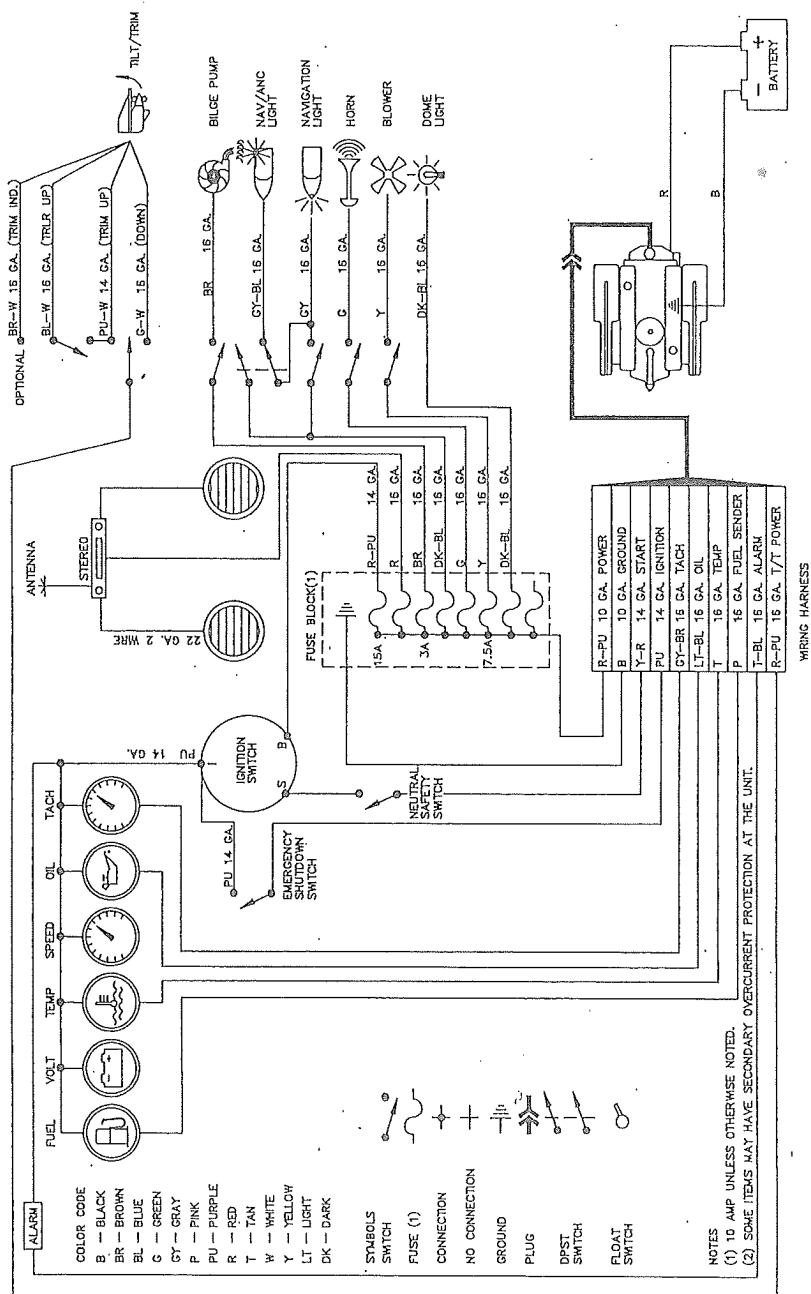 OPTIONAL
BR-W 16 GA. (TRIM IND.)
BL-W 16 GA. (TRLR UP)
PU-W 14 GA. (TRIM UP)
G-W 16 GA. (DOWN)
TILT/TRIM
ANTENNA
STEREO
22 GA. 2 WIRE
BILGE PUMP
BR 16 GA.
NAV/ANC
LIGHT
GY-BL 16 GA.
NAVIGATION
LIGHT
GY 16 GA.
HORN
G 16 GA.
BLOWER
Y 16 GA.
DOME
LIGHT
DK-BL 16 GA.
ALARM
FUEL
VOLT
TEMP
SPEED
OIL
TACH
PU 14 GA.
I
IGNITION
SWITCH
B
S
PU 14 GA.
EMERGENCY
SHUTDOWN
SWITCH
NEUTRAL
SAFETY
SWITCH
FUSE BLOCK(1)
15A
3A
7.5A
R-PU 14 GA.
R 16 GA.
BR 16 GA.
DK-BL 16 GA.
G 16 GA.
Y 16 GA.
DK-BL 16 GA.
R
B
+
-
BATTERY
R-PU 10 GA. POWER
B 10 GA. GROUND
Y-R 14 GA. START
PU 14 GA. IGNITION
GY-BR 16 GA. TACH
LT-BL 16 GA. OIL
T 16 GA. TEMP
P 16 GA. FUEL SENDER
T-BL 16 GA. ALARM
R-PU 16 GA. T/T POWER
WIRING HARNESS
COLOR CODE
B — BLACK
BR — BROWN
BL — BLUE
G — GREEN
GY — GRAY
P — PINK
PU — PURPLE
R — RED
T — TAN
W — WHITE
Y — YELLOW
LT — LIGHT
DK — DARK
SYMBOLS
SWITCH
FUSE (1)
CONNECTION
NO CONNECTION
GROUND
PLUG
DPST
SWITCH
FLOAT
SWITCH
NOTES
(1) 10 AMP UNLESS OTHERWISE NOTED.
(2) SOME ITEMS MAY HAVE SECONDARY OVERCURRENT PROTECTION AT THE UNIT.